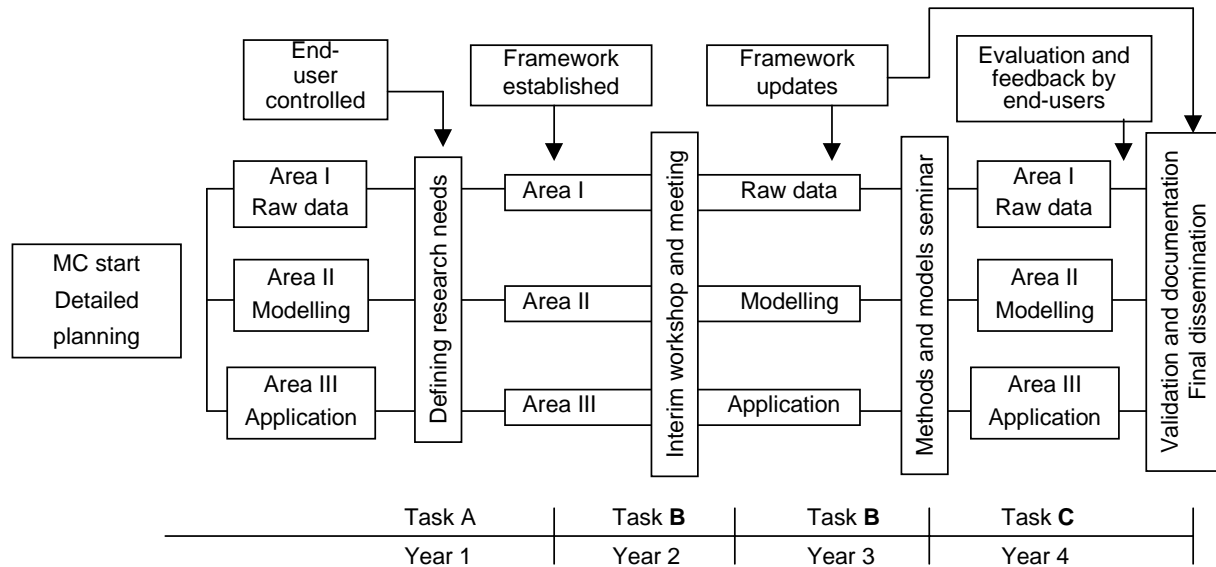 End-
user
controlled
Framework
established
Framework
updates
Evaluation and
feedback by
end-users
MC start
Detailed
planning
Area I
Raw data
Area II
Modelling
Area III
Application
Defining research needs
Area I
Area II
Area III
Interim workshop and meeting
Raw data
Modelling
Application
Methods and models seminar
Area I
Raw data
Area II
Modelling
Area III
Application
Validation and documentation
Final dissemination
Task A
Task B
Task B
Task C
Year 1
Year 2
Year 3
Year 4